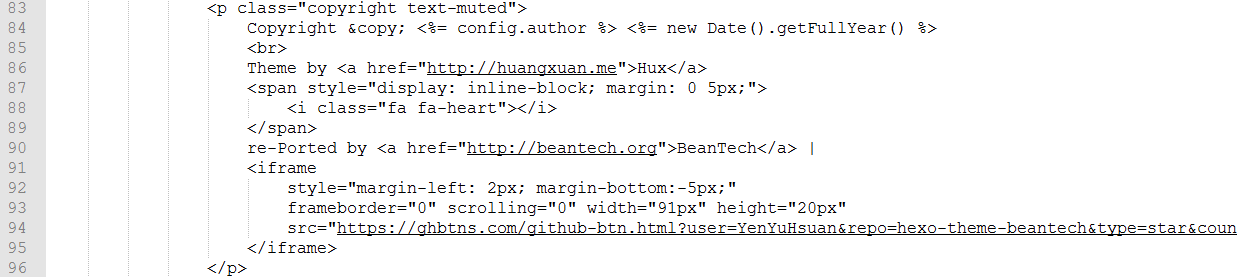 83 <p class="copyright text-muted">
84 Copyright &copy; <%= config.author %> <%= new Date().getFullYear() %>
85 <br>
86 Theme by <a href="http://huangxuan.me">Hux</a>
87 <span style="display: inline-block; margin: 0 5px;">
88 <i class="fa fa-heart"></i>
89 </span>
90 re-Ported by <a href="http://beantech.org">BeanTech</a> |
91 <iframe
92 style="margin-left: 2px; margin-bottom:-5px;"
93 frameborder="0" scrolling="0" width="91px" height="20px"
94 src="https://ghbtns.com/github-btn.html?user=YenYuHsuan&repo=hexo-theme-beantech&type=star&coun
95 </iframe>
96 </p>